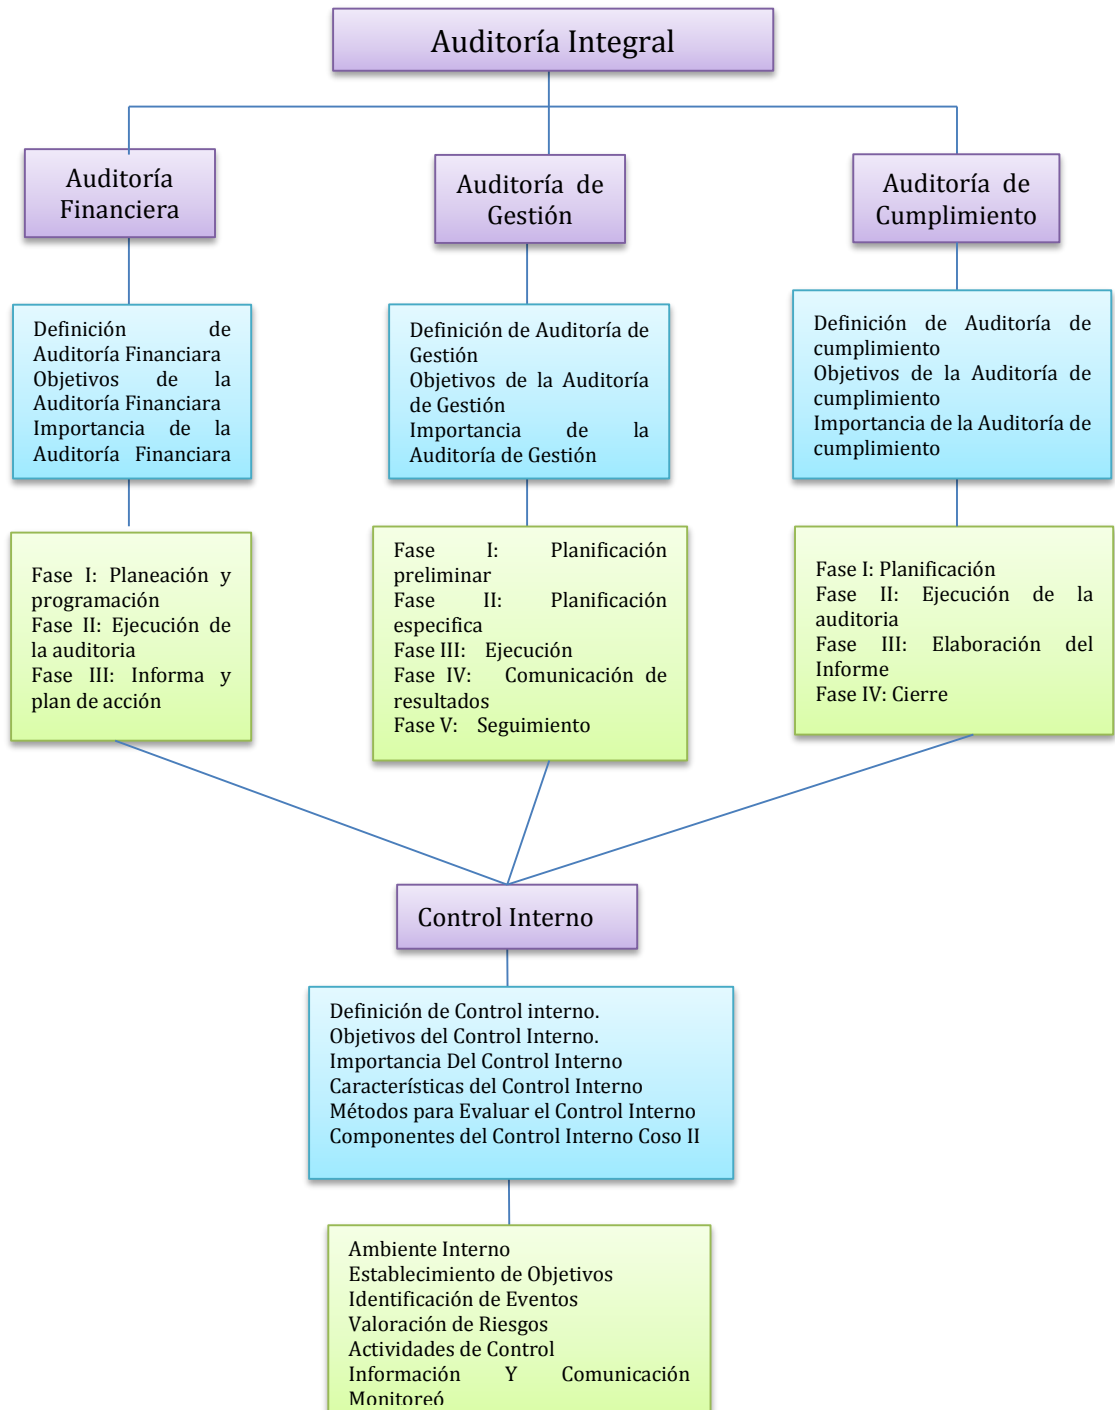 Auditoría Integral
Auditoría
Financiera
Auditoría de
Gestión
Auditoría de
Cumplimiento
Definición de
Auditoría Financiara
Objetivos de la
Auditoría Financiara
Importancia de la
Auditoría Financiara
Definición de Auditoría de
Gestión
Objetivos de la Auditoría
de Gestión
Importancia de la
Auditoría de Gestión
Definición de Auditoría de
cumplimiento
Objetivos de la Auditoría de
cumplimiento
Importancia de la Auditoría de
cumplimiento
Fase I: Planeación y
programación
Fase II: Ejecución de
la auditoria
Fase III: Informa y
plan de acción
Fase I: Planificación
preliminar
Fase II: Planificación
especifica
Fase III: Ejecución
Fase IV: Comunicación de
resultados
Fase V: Seguimiento
Fase I: Planificación
Fase II: Ejecución de la
auditoria
Fase III: Elaboración del
Informe
Fase IV: Cierre
Control Interno
Definición de Control interno.
Objetivos del Control Interno.
Importancia Del Control Interno
Características del Control Interno
Métodos para Evaluar el Control Interno
Componentes del Control Interno Coso II
Ambiente Interno
Establecimiento de Objetivos
Identificación de Eventos
Valoración de Riesgos
Actividades de Control
Información Y Comunicación
Monitoreó